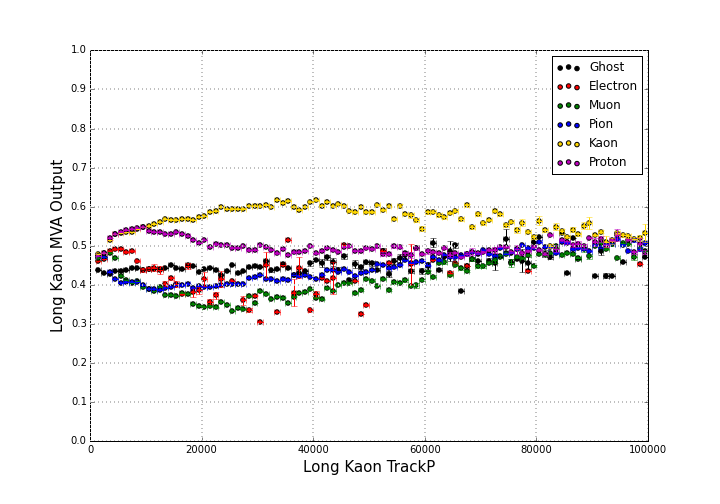 1.0
0.9
0.8
0.7
0.6
0.5
0.4
0.3
0.2
0.1
0.0
Long Kaon MVA Output
Ghost
Electron
Muon
Pion
Kaon
Proton
0 20000 40000 60000 80000 100000
Long Kaon TrackP